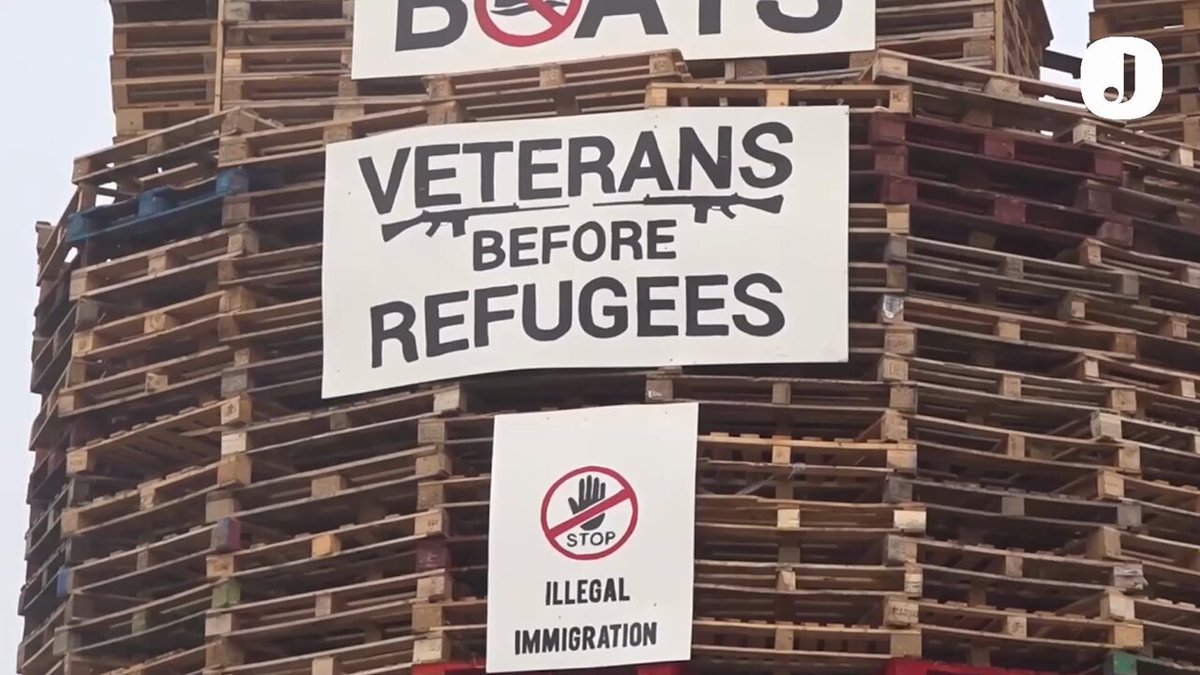 BOATS
VETERANS
BEFORE
REFUGEES
STOP
ILLEGAL
IMMIGRATION